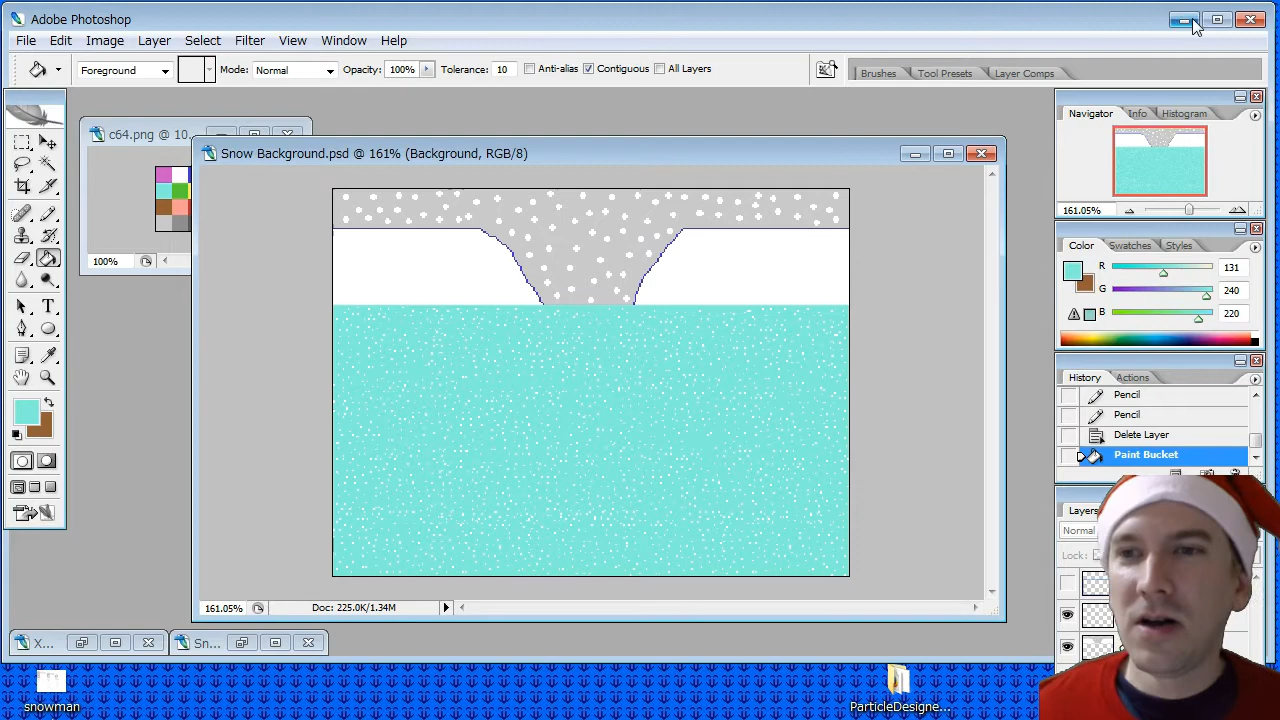 Adobe Photoshop
File Edit Image Layer Select Filter View Window Help
Foreground Mode: Normal Opacity: 100% Tolerance: 10 Anti-alias Contiguous All Layers Brushes Tool Presets Layer Comps
Navigator Info Histogram
161.05%
c64.png @ 10...
100%
Snow Background.psd @ 161% (Background, RGB/8)
161.05% Doc: 225.0K/1.34M
Color Swatches Styles
R 131
G 240
B 220
History Actions
Pencil
Pencil
Delete Layer
Paint Bucket
Layers
Normal
Lock:
X... Sn...
snowman
ParticleDesigne...